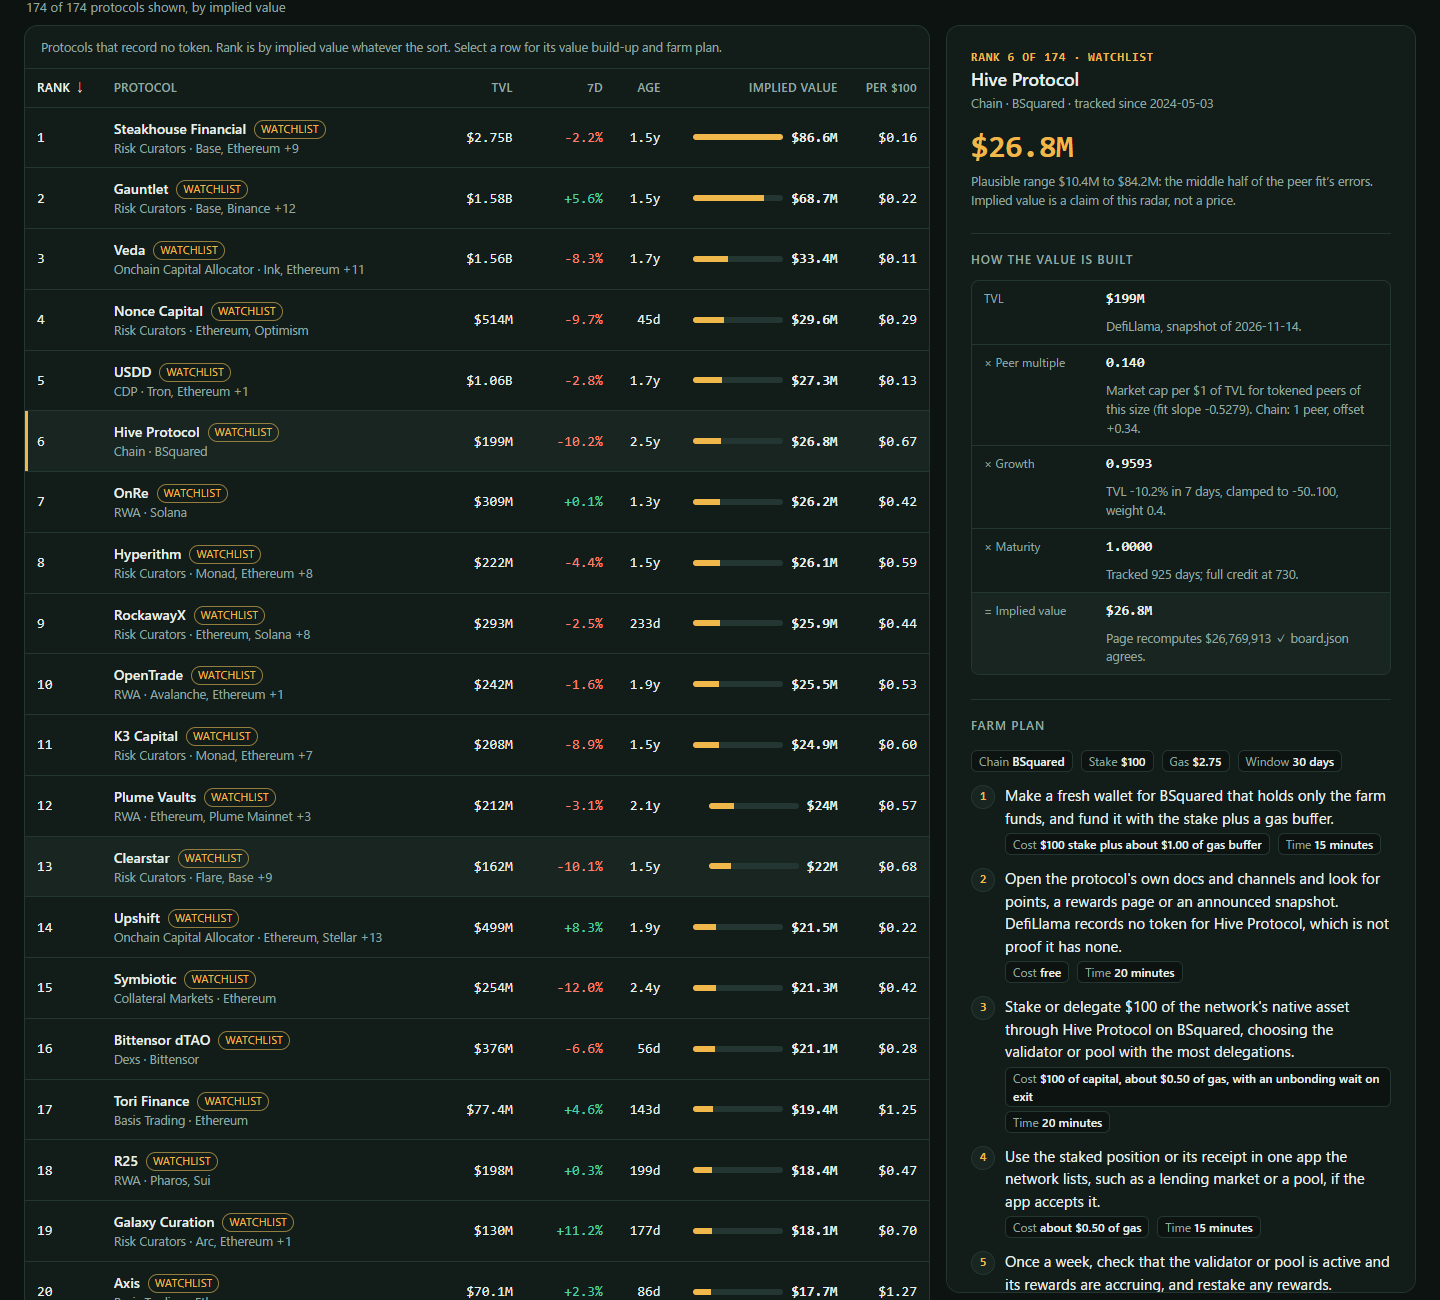 174 of 174 protocols shown, by implied value
Protocols that record no token. Rank is by implied value whatever the sort. Select a row for its value build-up and farm plan.
RANK ↓ PROTOCOL TVL 7D AGE IMPLIED VALUE PER $100
1 Steakhouse Financial WATCHLIST $2.75B -2.2% 1.5y $86.6M $0.16
Risk Curators · Base, Ethereum +9
2 Gauntlet WATCHLIST $1.58B +5.6% 1.5y $68.7M $0.22
Risk Curators · Base, Binance +12
3 Veda WATCHLIST $1.56B -8.3% 1.7y $33.4M $0.11
Onchain Capital Allocator · Ink, Ethereum +11
4 Nonce Capital WATCHLIST $514M -9.7% 45d $29.6M $0.29
Risk Curators · Ethereum, Optimism
5 USDD WATCHLIST $1.06B -2.8% 1.7y $27.3M $0.13
CDP · Tron, Ethereum +1
6 Hive Protocol WATCHLIST $199M -10.2% 2.5y $26.8M $0.67
Chain · BSquared
7 OnRe WATCHLIST $309M +0.1% 1.3y $26.2M $0.42
RWA · Solana
8 Hyperithm WATCHLIST $222M -4.4% 1.5y $26.1M $0.59
Risk Curators · Monad, Ethereum +8
9 RockawayX WATCHLIST $293M -2.5% 233d $25.9M $0.44
Risk Curators · Ethereum, Solana +8
10 OpenTrade WATCHLIST $242M -1.6% 1.9y $25.5M $0.53
RWA · Avalanche, Ethereum +1
11 K3 Capital WATCHLIST $208M -8.9% 1.5y $24.9M $0.60
Risk Curators · Monad, Ethereum +7
12 Plume Vaults WATCHLIST $212M -3.1% 2.1y $24M $0.57
RWA · Ethereum, Plume Mainnet +3
13 Clearstar WATCHLIST $162M -10.1% 1.5y $22M $0.68
Risk Curators · Flare, Base +9
14 Upshift WATCHLIST $499M +8.3% 1.9y $21.5M $0.22
Onchain Capital Allocator · Ethereum, Stellar +13
15 Symbiotic WATCHLIST $254M -12.0% 2.4y $21.3M $0.42
Collateral Markets · Ethereum
16 Bittensor dTAO WATCHLIST $376M -6.6% 56d $21.1M $0.28
Dexs · Bittensor
17 Tori Finance WATCHLIST $77.4M +4.6% 143d $19.4M $1.25
Basis Trading · Ethereum
18 R25 WATCHLIST $198M +0.3% 199d $18.4M $0.47
RWA · Pharos, Sui
19 Galaxy Curation WATCHLIST $130M +11.2% 177d $18.1M $0.70
Risk Curators · Arc, Ethereum +1
20 Axis WATCHLIST $70.1M +2.3% 86d $17.7M $1.27
RANK 6 OF 174 · WATCHLIST
Hive Protocol
Chain · BSquared · tracked since 2024-05-03
$26.8M
Plausible range $10.4M to $84.2M: the middle half of the peer fit's errors.
Implied value is a claim of this radar, not a price.
HOW THE VALUE IS BUILT
TVL $199M
DefiLlama, snapshot of 2026-11-14.
× Peer multiple 0.140
Market cap per $1 of TVL for tokened peers of
this size (fit slope -0.5279). Chain: 1 peer, offset
+0.34.
× Growth 0.9593
TVL -10.2% in 7 days, clamped to -50..100,
weight 0.4.
× Maturity 1.0000
Tracked 925 days; full credit at 730.
= Implied value $26.8M
Page recomputes $26,769,913 ✓ board.json
agrees.
FARM PLAN
Chain BSquared Stake $100 Gas $2.75 Window 30 days
1 Make a fresh wallet for BSquared that holds only the farm
funds, and fund it with the stake plus a gas buffer.
Cost $100 stake plus about $1.00 of gas buffer Time 15 minutes
2 Open the protocol's own docs and channels and look for
points, a rewards page or an announced snapshot.
DefiLlama records no token for Hive Protocol, which is not
proof it has none.
Cost free Time 20 minutes
3 Stake or delegate $100 of the network's native asset
through Hive Protocol on BSquared, choosing the
validator or pool with the most delegations.
Cost $100 of capital, about $0.50 of gas, with an unbonding wait on
exit
Time 20 minutes
4 Use the staked position or its receipt in one app the
network lists, such as a lending market or a pool, if the
app accepts it.
Cost about $0.50 of gas Time 15 minutes
5 Once a week, check that the validator or pool is active and
its rewards are accruing, and restake any rewards.